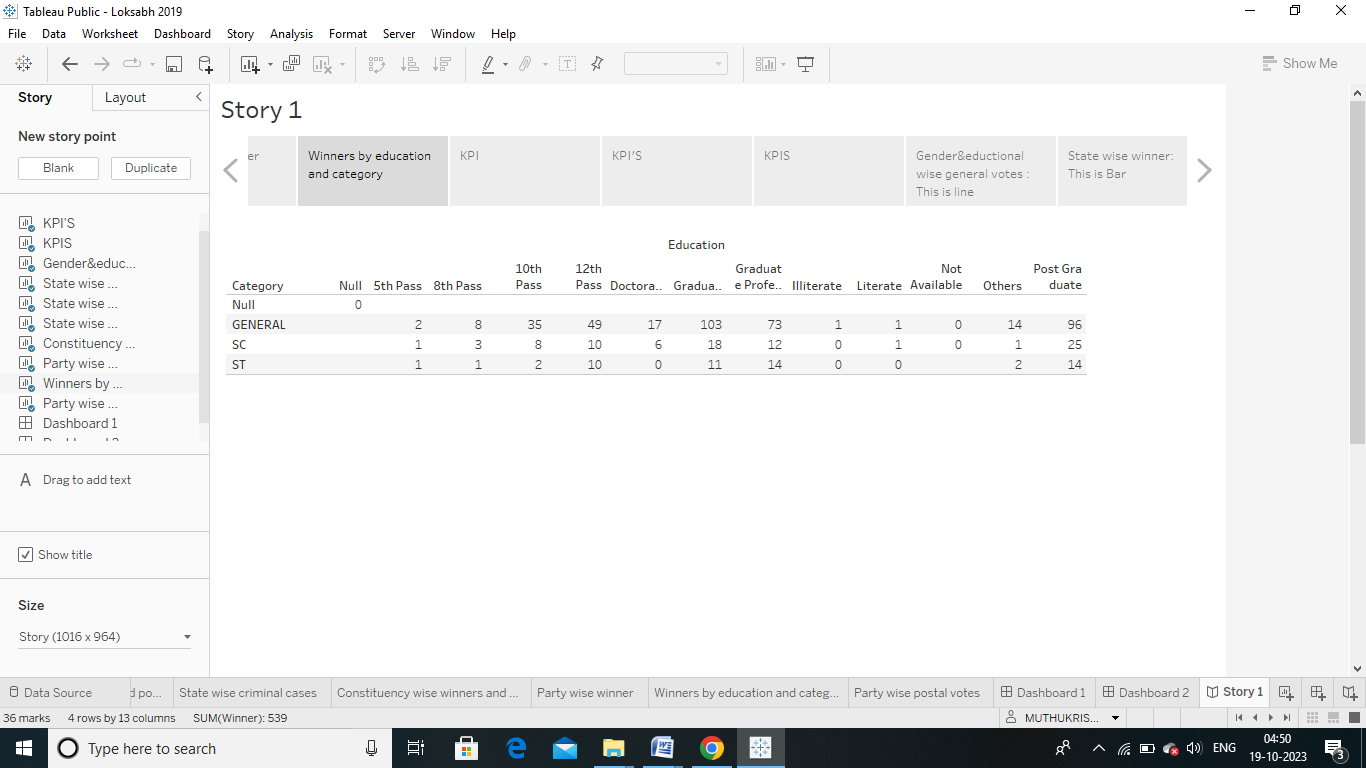 Tableau Public - Loksabh 2019
File Data Worksheet Dashboard Story Analysis Format Server Window Help
Show Me
Story Layout
New story point
Blank Duplicate
KPI'S
KPIS
Gender&educ...
State wise ...
State wise ...
State wise ...
Constituency ...
Party wise ...
Winners by ...
Party wise ...
Dashboard 1
A Drag to add text
Show title
Size
Story (1016 x 964)
Story 1
er
Winners by education
and category
KPI
KPI'S
KPIS
Gender&eductional
wise general votes :
This is line
State wise winner:
This is Bar
Education
Category Null 5th Pass 8th Pass 10th Pass 12th Pass Doctora.. Gradua.. Graduat e Profe.. Illiterate Literate Not Available Others Post Gra duate
Null 0
GENERAL 2 8 35 49 17 103 73 1 1 0 14 96
SC 1 3 8 10 6 18 12 0 1 0 1 25
ST 1 1 2 10 0 11 14 0 0 2 14
Data Source d po... State wise criminal cases Constituency wise winners and ... Party wise winner Winners by education and categ... Party wise postal votes Dashboard 1 Dashboard 2 Story 1
36 marks 4 rows by 13 columns SUM(Winner): 539 MUTHUKRIS...
Type here to search
ENG
04:50
19-10-2023
3